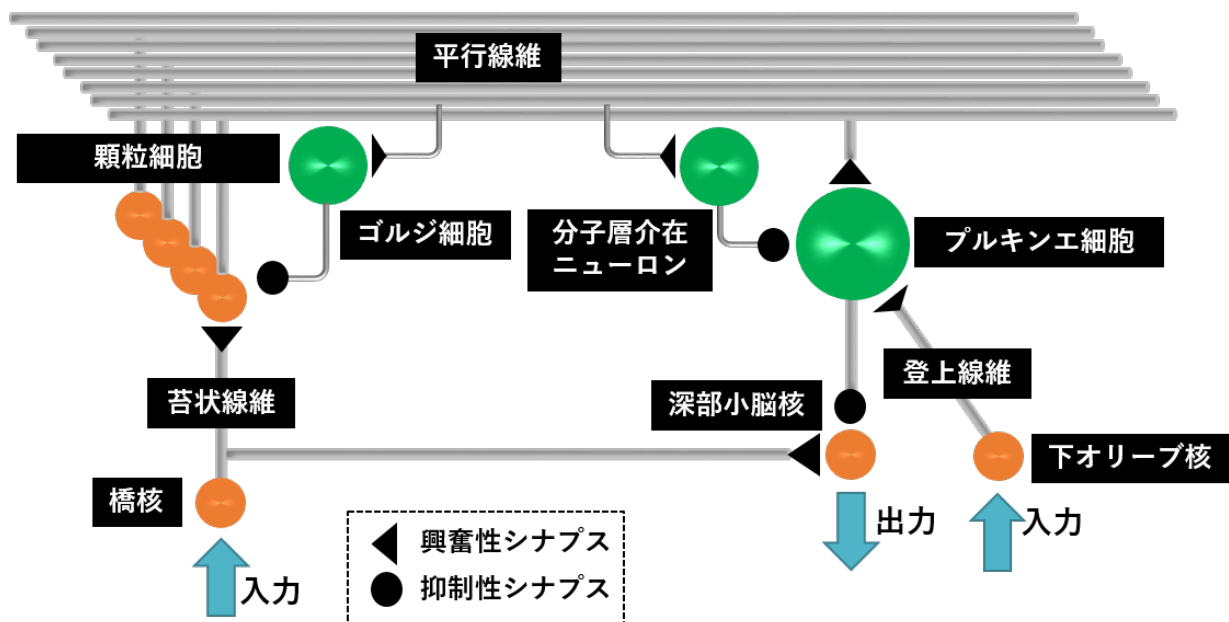 平行線維
顆粒細胞
ゴルジ細胞
分子層介在
ニューロン
プルキンエ細胞
苔状線維
深部小脳核
登上線維
橋核
下オリーブ核
入力
出力
入力
興奮性シナプス
抑制性シナプス